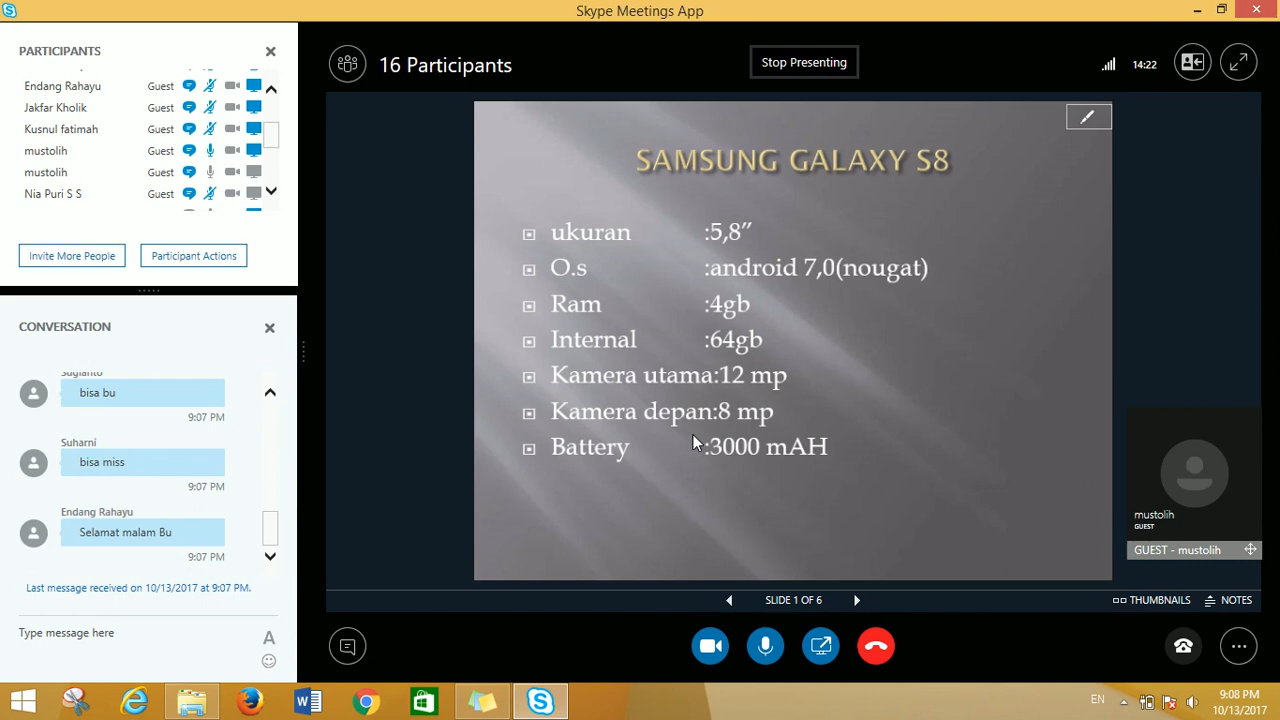 Skype Meetings App
PARTICIPANTS
Endang Rahayu Guest
Jakfar Kholik Guest
Kusnul fatimah Guest
mustolih Guest
mustolih Guest
Nia Puri S S Guest
Invite More People
Participant Actions
CONVERSATION
Sugianto
bisa bu
9:07 PM
Suharni
bisa miss
9:07 PM
Endang Rahayu
Selamat malam Bu
9:07 PM
Last message received on 10/13/2017 at 9:07 PM.
Type message here
A
16 Participants
Stop Presenting
14:22
SAMSUNG GALAXY S8
ukuran :5,8”
O.s :android 7,0(nougat)
Ram :4gb
Internal :64gb
Kamera utama:12 mp
Kamera depan:8 mp
Battery :3000 mAH
mustolih
GUEST
GUEST - mustolih
SLIDE 1 OF 6
THUMBNAILS
NOTES
EN
9:08 PM
10/13/2017